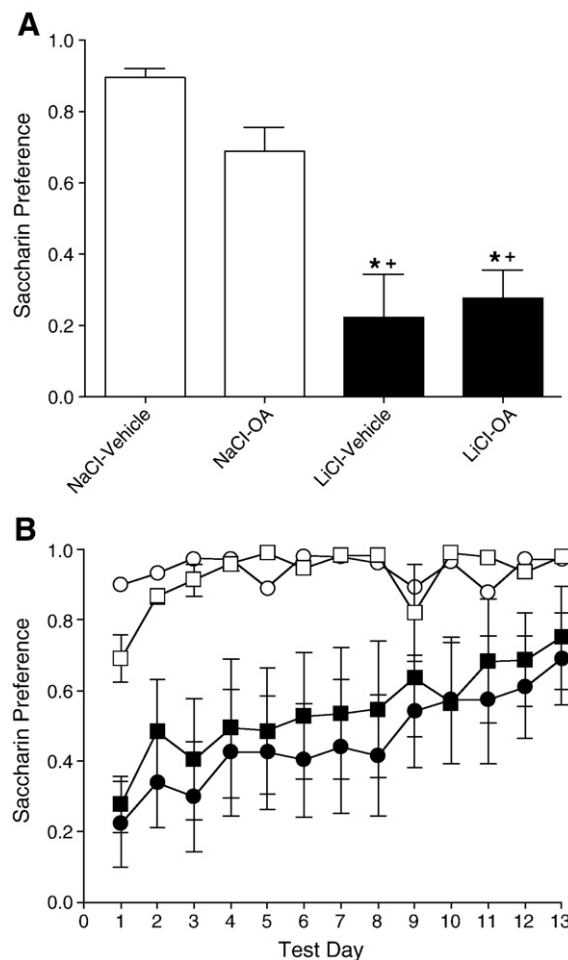 A
Saccharin Preference
1.0
0.8
0.6
0.4
0.2
0.0
* + * +
NaCl-Vehicle NaCl-OA LiCl-Vehicle LiCl-OA
B
Saccharin Preference
1.0
0.8
0.6
0.4
0.2
0.0
0 1 2 3 4 5 6 7 8 9 10 11 12 13
Test Day